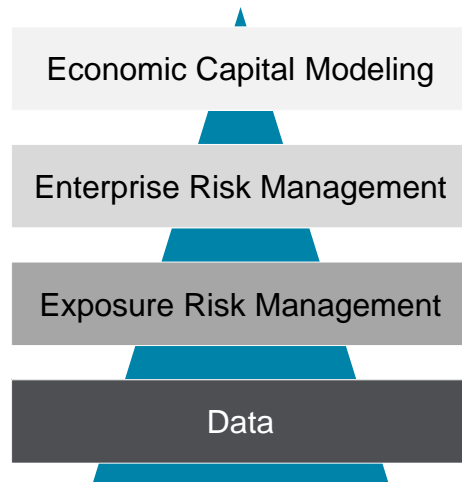 Economic Capital Modeling
Enterprise Risk Management
Exposure Risk Management
Data